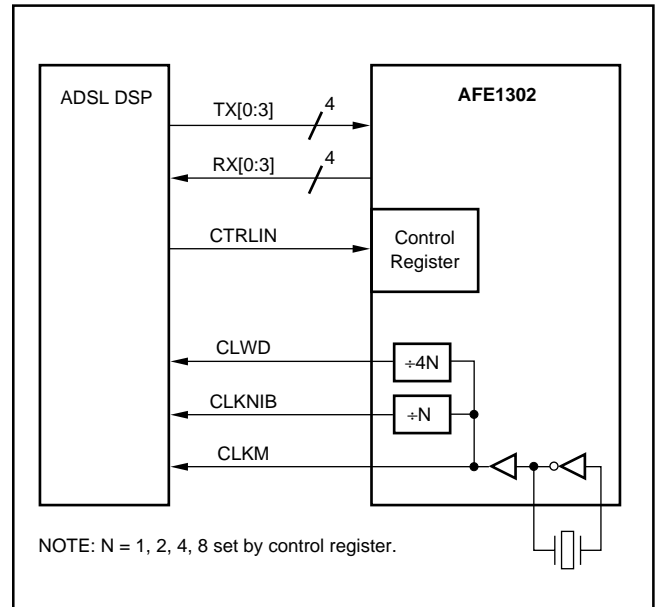 ADSL DSP
AFE1302
TX[0:3]
4
RX[0:3]
4
CTRLIN
Control
Register
CLWD
÷4N
CLKNIB
÷N
CLKM
NOTE: N = 1, 2, 4, 8 set by control register.